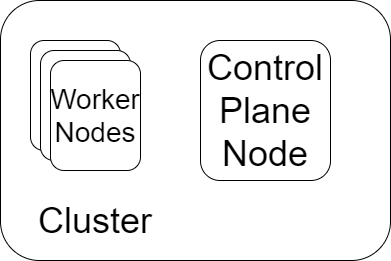 Worker
Nodes
Control
Plane
Node
Cluster